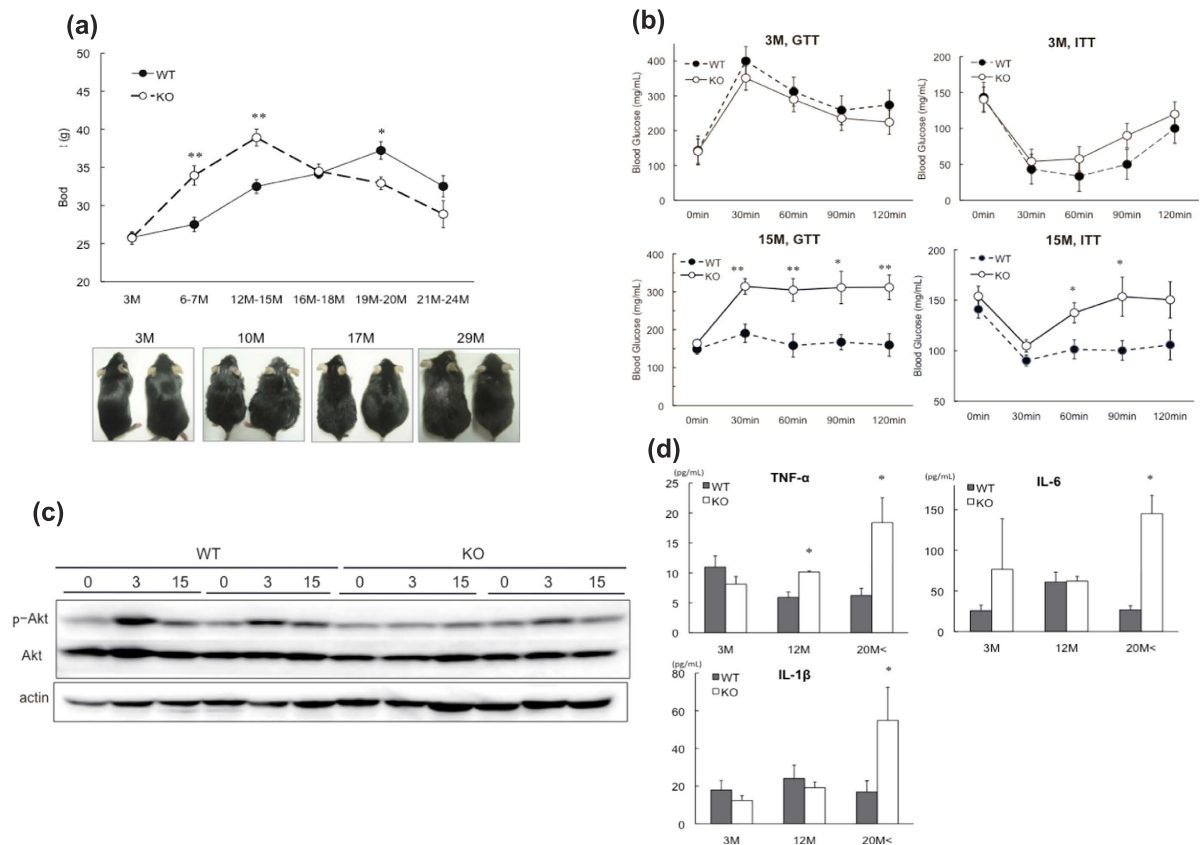 (a)
50
45
40
35
30
25
20
: (g)
Bod
WT
KO
**
**
*
3M
6-7M
12M-15M
16M-18M
19M-20M
21M-24M
3M
10M
17M
29M
(b)
3M, GTT
Blood Glucose (mg/mL)
400
300
200
100
0
WT
KO
0min
30min
60min
90min
120min
3M, ITT
Blood Glucose (mg/mL)
200
150
100
50
0
WT
KO
0min
30min
60min
90min
120min
15M, GTT
Blood Glucose (mg/mL)
400
300
200
100
0
WT
KO
**
**
*
**
0min
30min
60min
90min
120min
15M, ITT
Blood Glucose (mg/mL)
200
150
100
50
WT
KO
*
*
0min
30min
60min
90min
120min
(c)
WT
KO
0 3 15 0 3 15 0 3 15 0 3 15
p-Akt
Akt
actin
(d)
(pg/mL)
TNF-α
25
20
15
10
5
0
WT
KO
*
*
3M
12M
20M<
(pg/mL)
IL-6
150
100
50
0
WT
KO
*
3M
12M
20M<
(pg/mL)
IL-1β
80
60
40
20
0
WT
KO
*
3M
12M
20M<